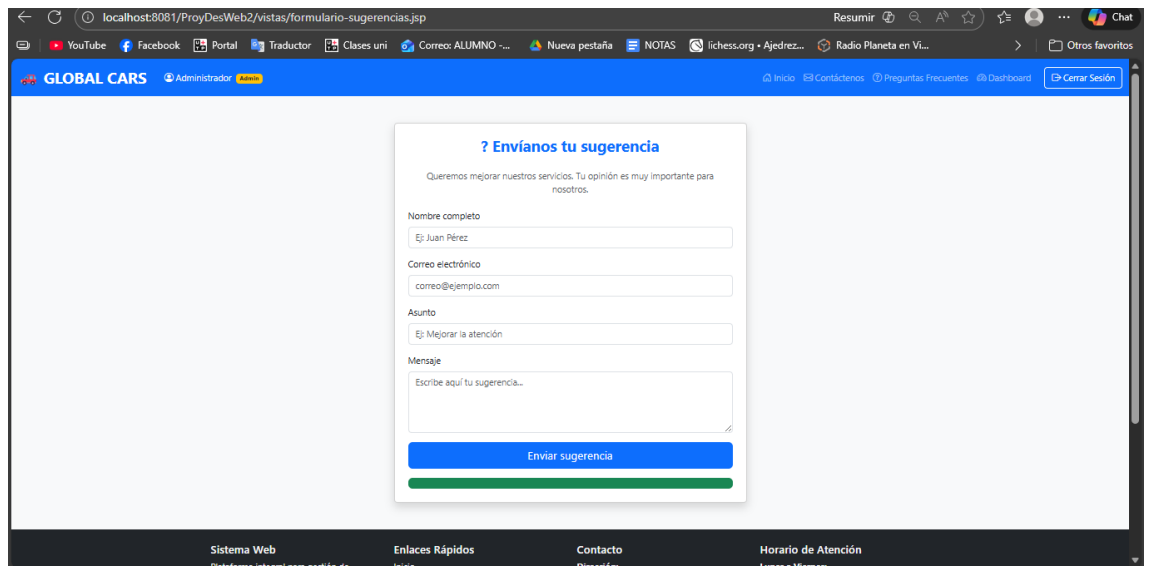 localhost:8081/ProyDesWeb2/vistas/formulario-sugerencias.jsp Resumir Chat
YouTube Facebook Portal Traductor Clases uni Correo: ALUMNO -... Nueva pestaña NOTAS lichess.org • Ajedrez... Radio Planeta en Vi... Otros favoritos
GLOBAL CARS Administrador Admin Inicio Contáctenos Preguntas Frecuentes Dashboard Cerrar Sesión
? Envíanos tu sugerencia
Queremos mejorar nuestros servicios. Tu opinión es muy importante para
nosotros.
Nombre completo
Ej: Juan Pérez
Correo electrónico
correo@ejemplo.com
Asunto
Ej: Mejorar la atención
Mensaje
Escribe aquí tu sugerencia...
Enviar sugerencia
Sistema Web Enlaces Rápidos Contacto Horario de Atención